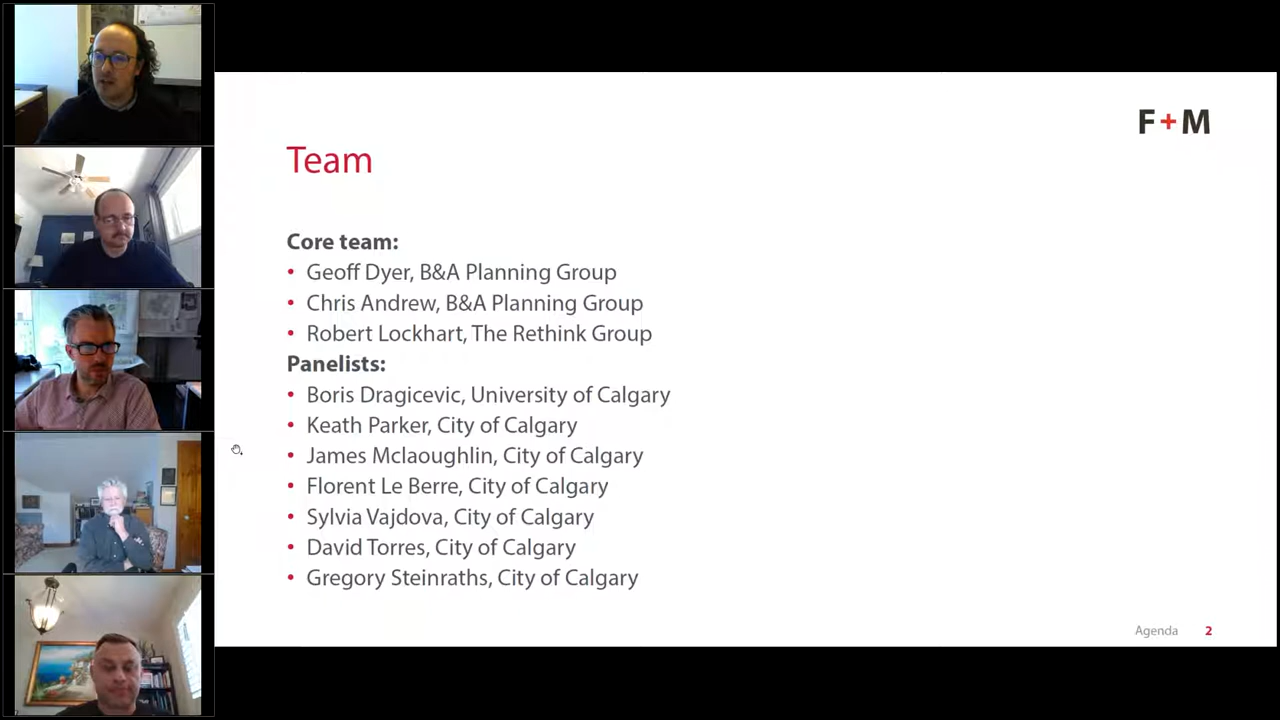 F+M
Team
Core team:
• Geoff Dyer, B&A Planning Group
• Chris Andrew, B&A Planning Group
• Robert Lockhart, The Rethink Group
Panelists:
• Boris Dragicevic, University of Calgary
• Keath Parker, City of Calgary
• James Mclaoughlin, City of Calgary
• Florent Le Berre, City of Calgary
• Sylvia Vajdova, City of Calgary
• David Torres, City of Calgary
• Gregory Steinraths, City of Calgary
Agenda 2